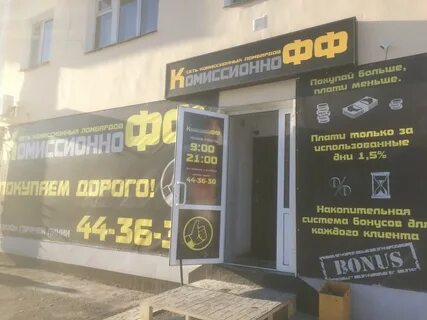 сеть комиссионных ломбардов
КомиссионноФФ
сеть комиссионных ломбардов
КомиссионноФФ
ПОКУПАЕМ ДОРОГО!
44-36-3
КомиссионноФФ
9:00
21:00
44-36-30
Покупай больше,
плати меньше.
Плати только за
использованные
дни 1,5%
Накопительная
система бонусов для
каждого клиента
BONUS